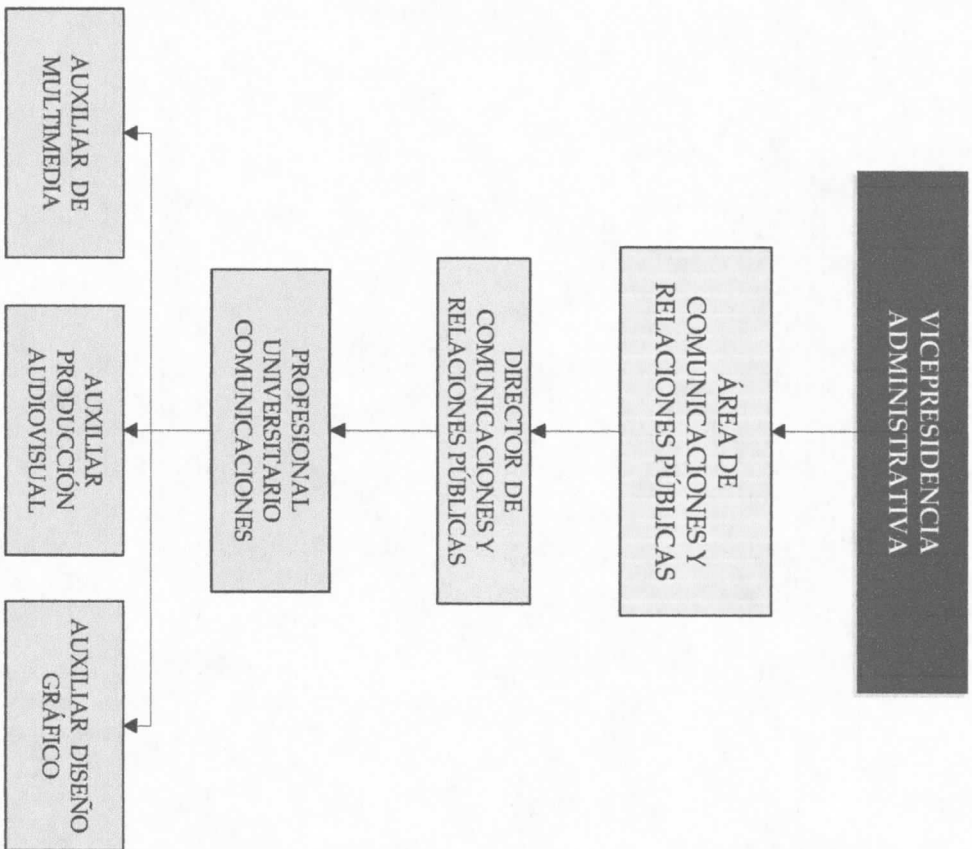 VICEPRESIDENCIA
ADMINISTRATIVA
ÁREA DE
COMUNICACIONES Y
RELACIONES PÚBLICAS
DIRECTOR DE
COMUNICACIONES Y
RELACIONES PÚBLICAS
PROFESIONAL
UNIVERSITARIO
COMUNICACIONES
AUXILIAR DE
MULTIMEDIA
AUXILIAR
PRODUCCIÓN
AUDIOVISUAL
AUXILIAR DISEÑO
GRÁFICO